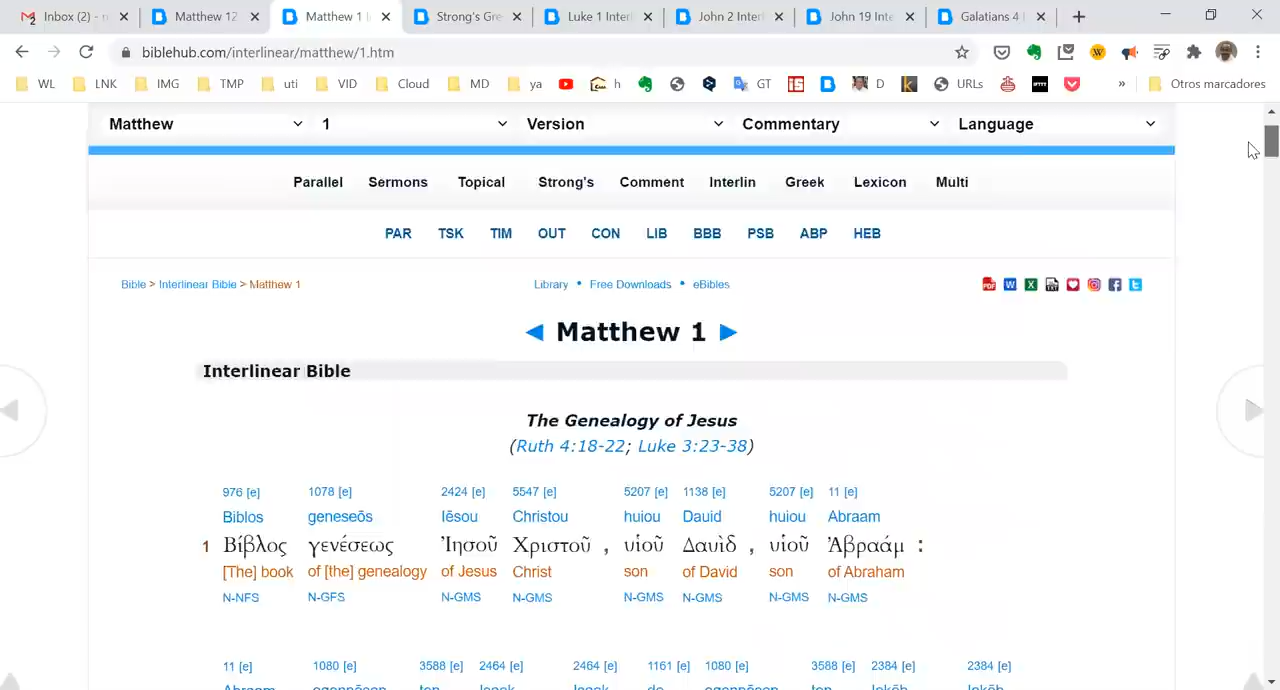 Inbox (2) - n
Matthew 12
Matthew 1 I
Strong's Gre
Luke 1 Interl
John 2 Inter
John 19 Inte
Galatians 4 I
biblehub.com/interlinear/matthew/1.htm
WL LNK IMG TMP uti VID Cloud MD ya h GT D k URLs » Otros marcadores
Matthew 1 Version Commentary Language
Parallel Sermons Topical Strong's Comment Interlin Greek Lexicon Multi
PAR TSK TIM OUT CON LIB BBB PSB ABP HEB
Bible > Interlinear Bible > Matthew 1 Library • Free Downloads • eBibles
◄ Matthew 1 ►
Interlinear Bible
The Genealogy of Jesus
(Ruth 4:18-22; Luke 3:23-38)
976 [e] 1078 [e] 2424 [e] 5547 [e] 5207 [e] 1138 [e] 5207 [e] 11 [e]
Biblos geneseōs Iēsou Christou huiou Dauid huiou Abraam
1 Βίβλος γενέσεως Ἰησοῦ Χριστοῦ , υἱοῦ Δαυὶδ , υἱοῦ Ἀβραάμ :
[The] book of [the] genealogy of Jesus Christ son of David son of Abraham
N-NFS N-GFS N-GMS N-GMS N-GMS N-GMS N-GMS N-GMS
11 [e] 1080 [e] 3588 [e] 2464 [e] 2464 [e] 1161 [e] 1080 [e] 3588 [e] 2384 [e] 2384 [e]